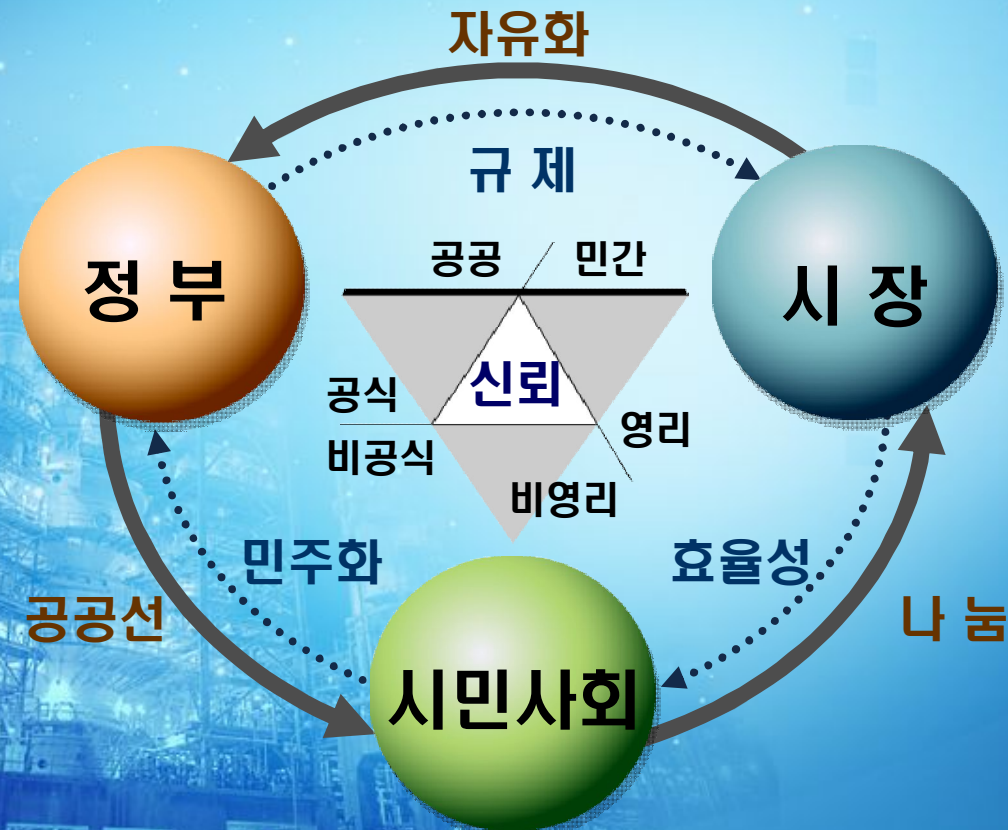 자유화
규 제
공공
민간
정 부
시 장
신뢰
공식
비공식
영리
비영리
민주화
효율성
공공선
나 눔
시민사회